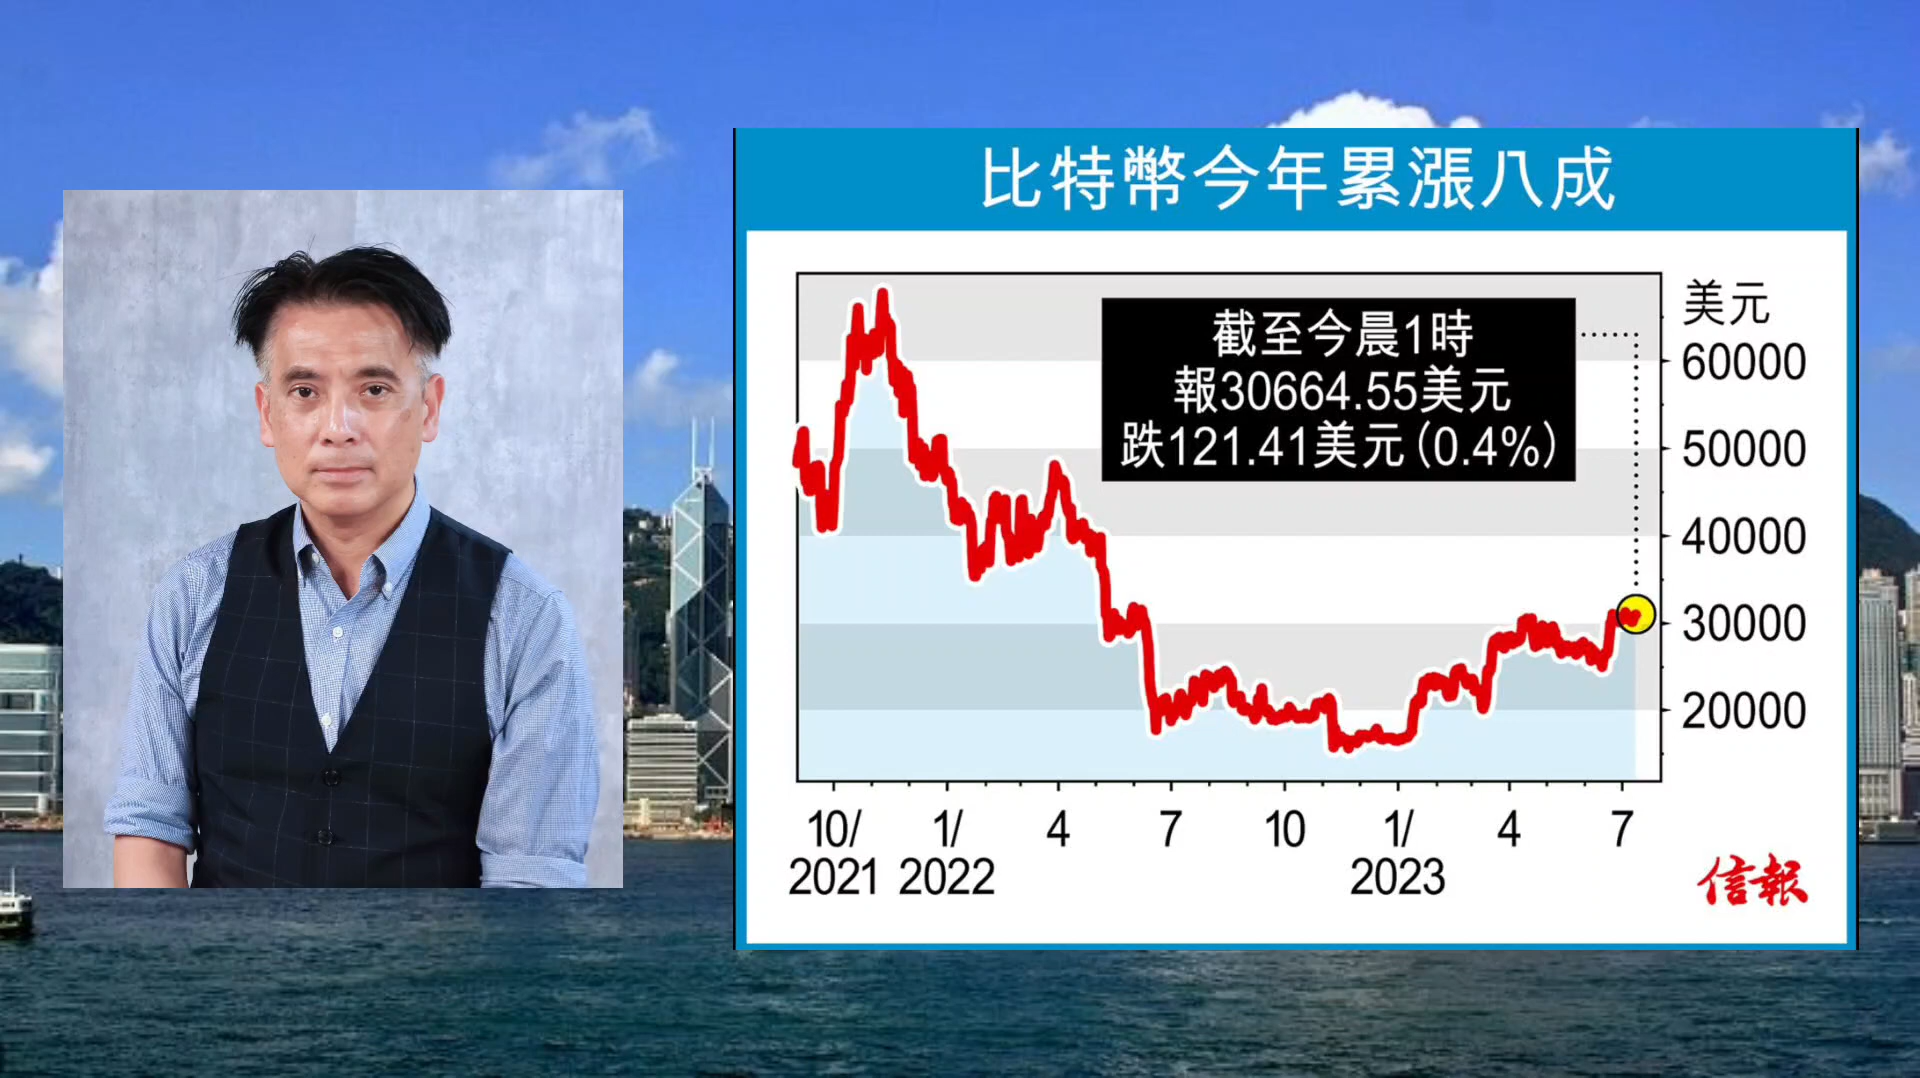 比特幣今年累漲八成
截至今晨1時
報30664.55美元
跌121.41美元(0.4%)
美元
60000
50000
40000
30000
20000
10/ 1/ 4 7 10 1/ 4 7
2021 2022 2023
信報